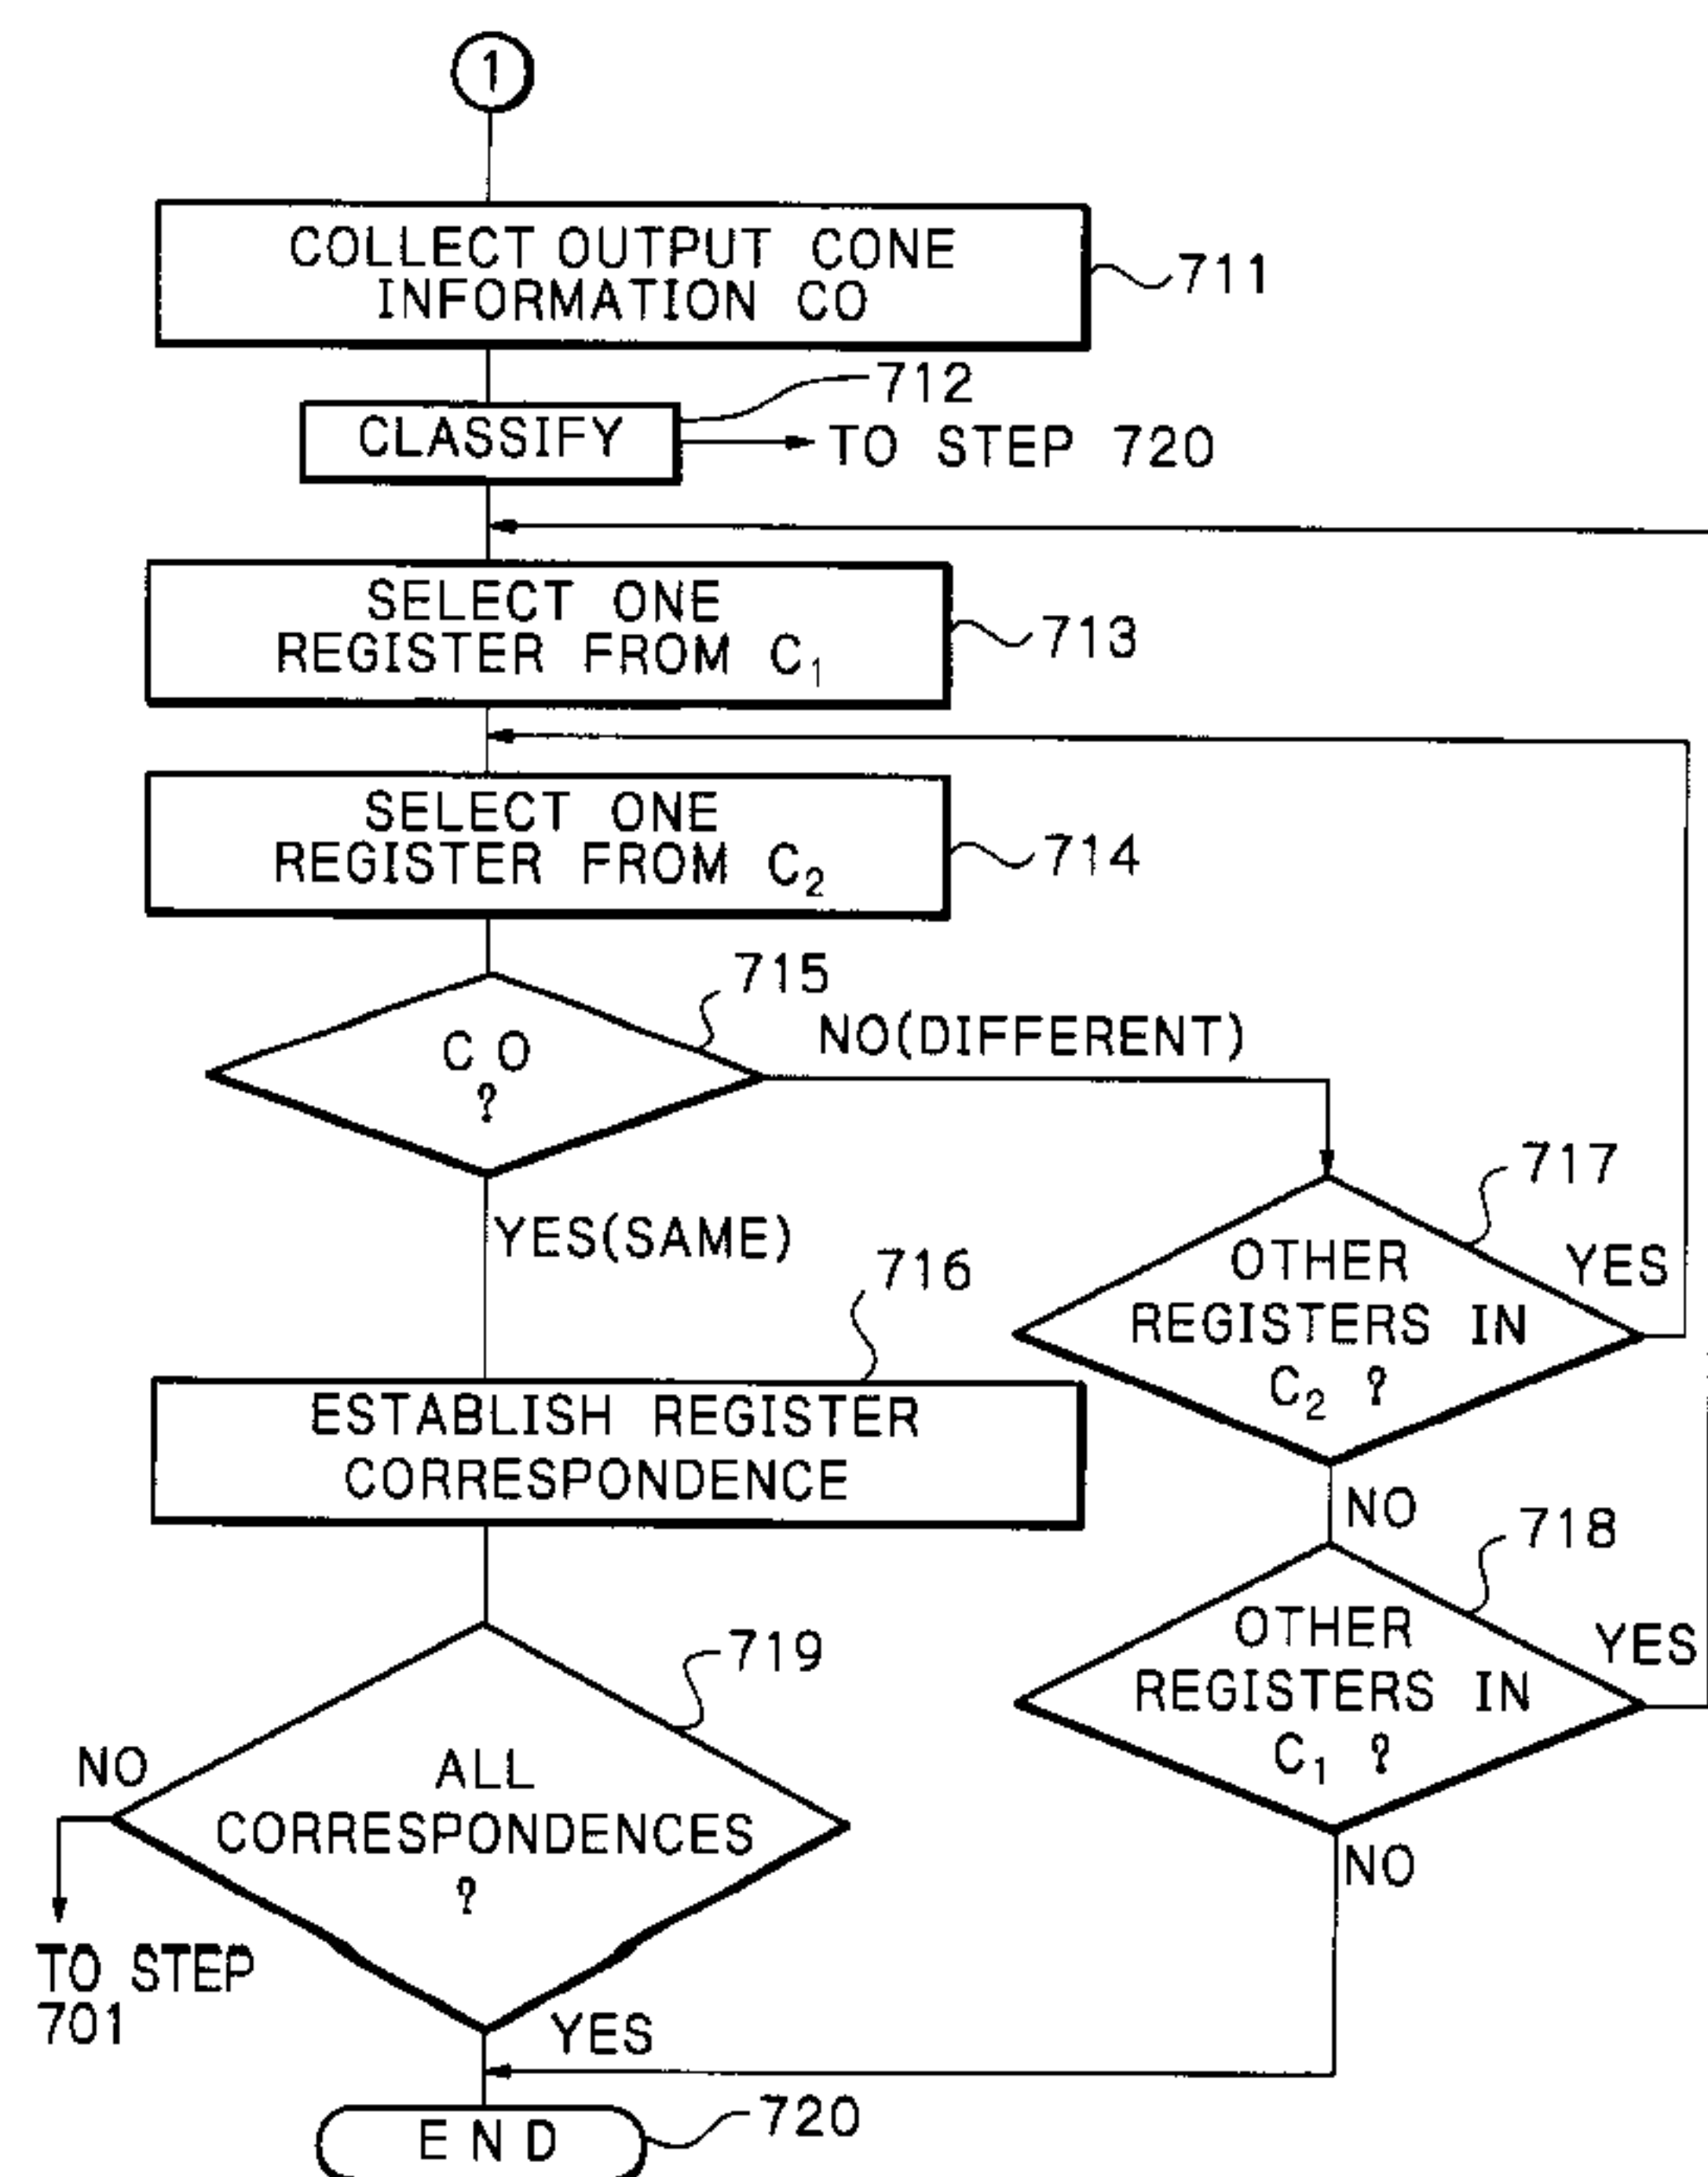 1
COLLECT OUTPUT CONE
INFORMATION CO
711
712
CLASSIFY
TO STEP 720
SELECT ONE
REGISTER FROM C₁
713
SELECT ONE
REGISTER FROM C₂
714
715
C O
?
NO(DIFFERENT)
YES(SAME)
717
OTHER
REGISTERS IN
C₂ ?
YES
NO
716
ESTABLISH REGISTER
CORRESPONDENCE
718
OTHER
REGISTERS IN
C₁ ?
YES
NO
719
ALL
CORRESPONDENCES
?
NO
TO STEP
701
YES
END
720